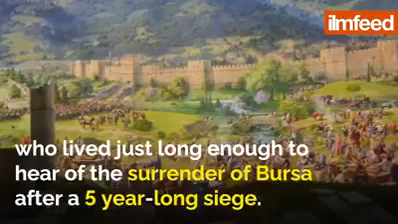 ilmfeed
who lived just long enough to
hear of the surrender of Bursa
after a 5 year-long siege.